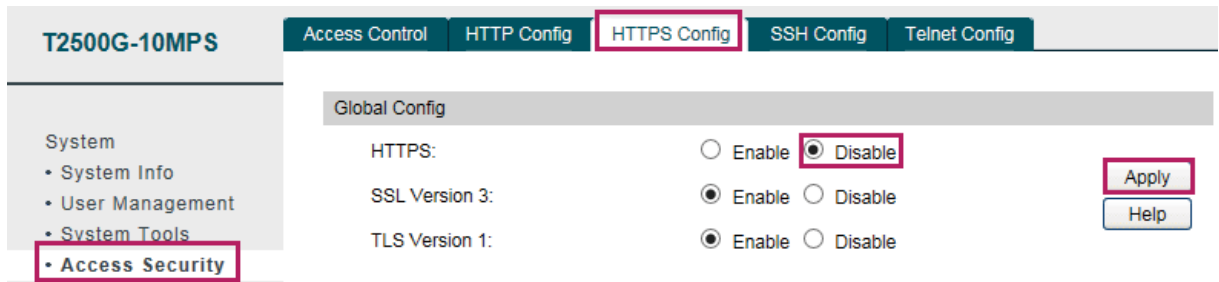 T2500G-10MPS
Access Control HTTP Config HTTPS Config SSH Config Telnet Config
System
• System Info
• User Management
• System Tools
• Access Security
Global Config
HTTPS: Enable Disable
SSL Version 3: Enable Disable
TLS Version 1: Enable Disable
Apply
Help